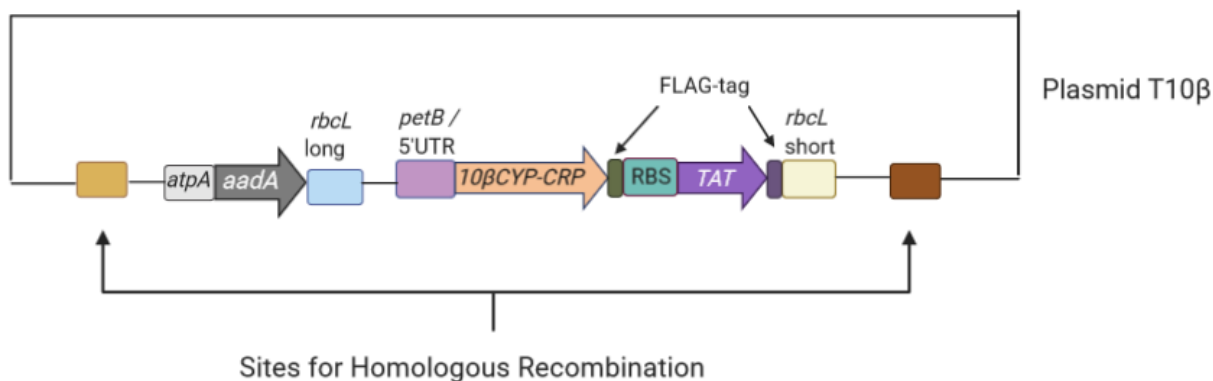 Plasmid T10β
FLAG-tag
rbcL
long
petB /
5'UTR
rbcL
short
atpA
aadA
10βCYP-CRP
RBS
TAT
Sites for Homologous Recombination